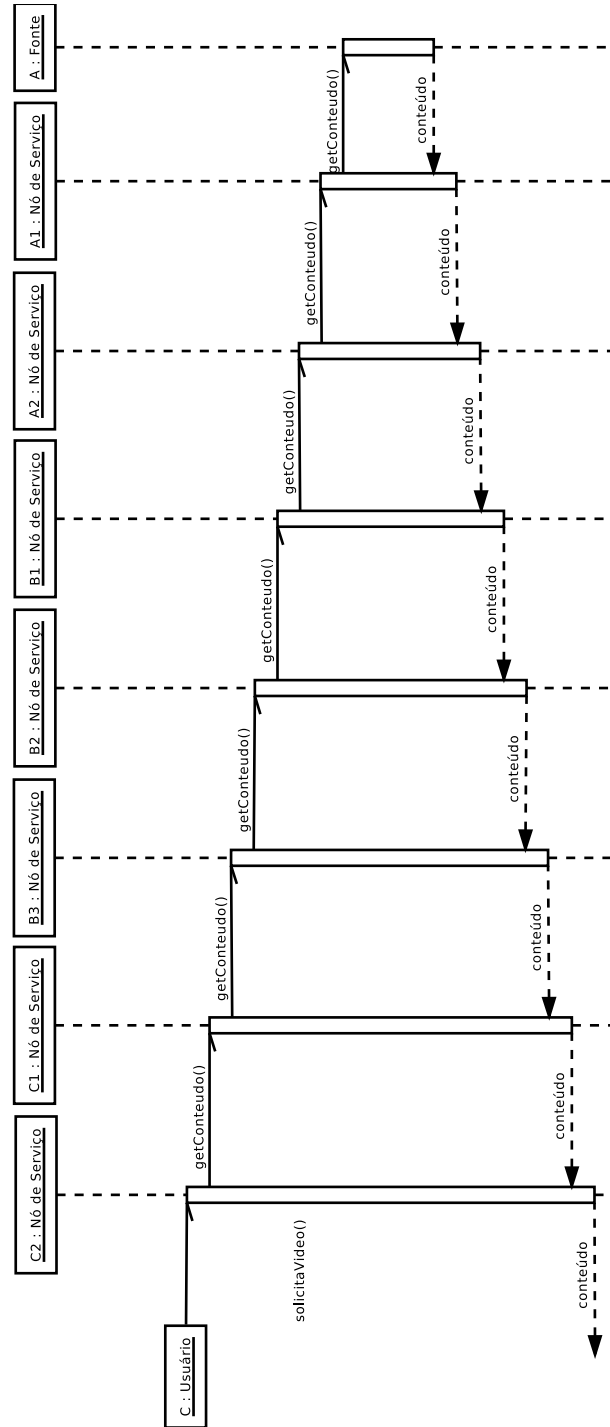 A : Fonte
A1 : Nó de Serviço
A2 : Nó de Serviço
B1 : Nó de Serviço
B2 : Nó de Serviço
B3 : Nó de Serviço
C1 : Nó de Serviço
C2 : Nó de Serviço
C : Usuário
solicitaVideo()
getConteudo()
getConteudo()
getConteudo()
getConteudo()
getConteudo()
getConteudo()
getConteudo()
conteúdo
conteúdo
conteúdo
conteúdo
conteúdo
conteúdo
conteúdo
conteúdo